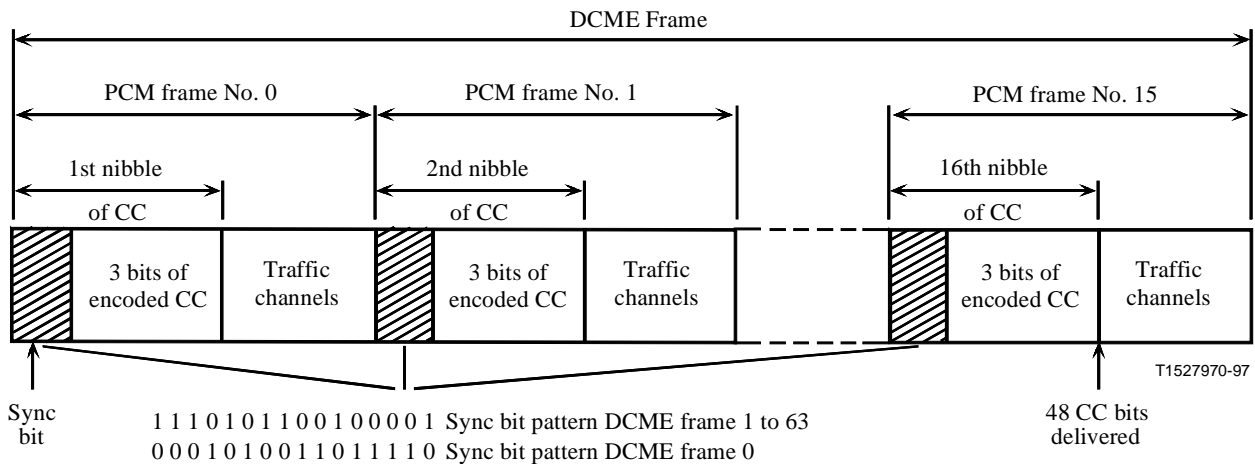 DCME Frame
PCM frame No. 0
PCM frame No. 1
PCM frame No. 15
1st nibble
of CC
2nd nibble
of CC
16th nibble
of CC
3 bits of
encoded CC
Traffic
channels
3 bits of
encoded CC
Traffic
channels
3 bits of
encoded CC
Traffic
channels
T1527970-97
Sync
bit
1 1 1 0 1 0 1 1 0 0 1 0 0 0 0 1 Sync bit pattern DCME frame 1 to 63
0 0 0 1 0 1 0 0 1 1 0 1 1 1 1 0 Sync bit pattern DCME frame 0
48 CC bits
delivered